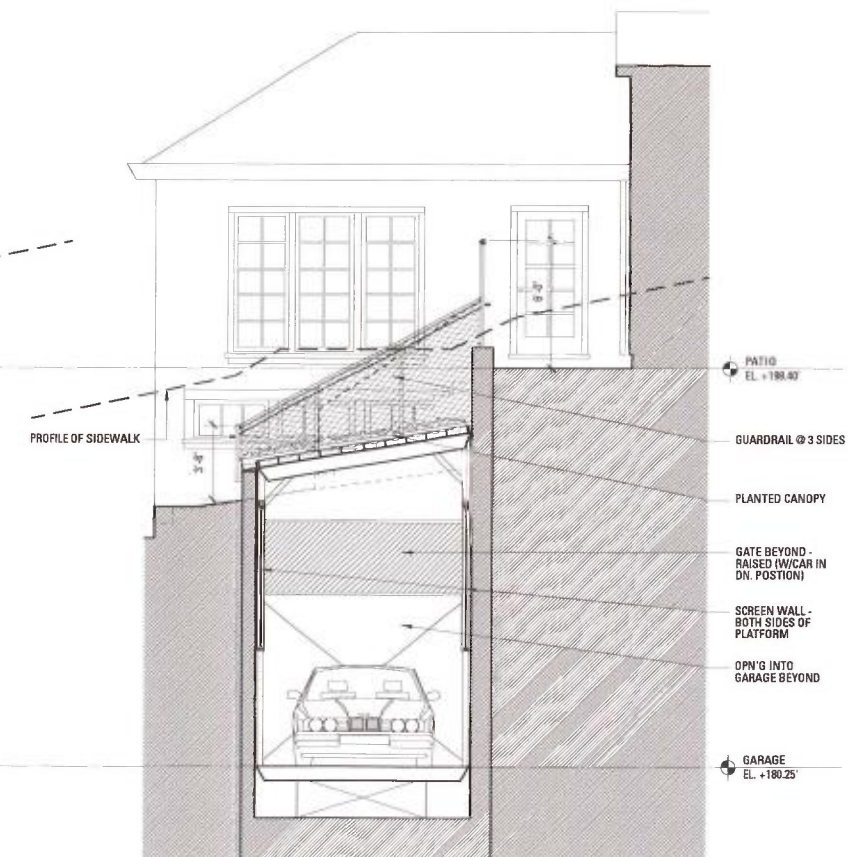 PATIO
EL. +198.40'
PROFILE OF SIDEWALK
GUARDRAIL @ 3 SIDES
PLANTED CANOPY
GATE BEYOND -
RAISED (W/CAR IN
DN. POSTION)
SCREEN WALL -
BOTH SIDES OF
PLATFORM
OPN'G INTO
GARAGE BEYOND
GARAGE
EL. +180.25'